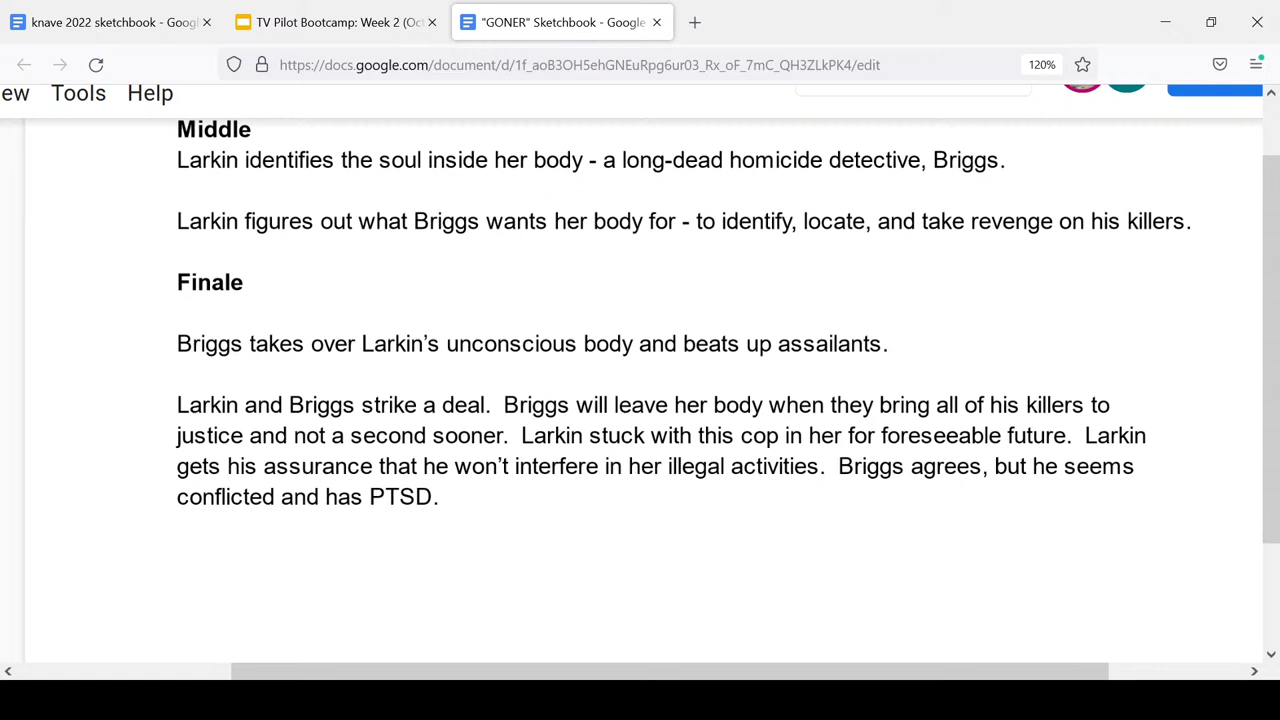 knave 2022 sketchbook - Goog
TV Pilot Bootcamp: Week 2 (Oct
"GONER" Sketchbook - Google
https://docs.google.com/document/d/1f_aoB3OH5ehGNEuRpg6ur03_Rx_oF_7mC_QH3ZLkPK4/edit
120%
ew Tools Help
Middle
Larkin identifies the soul inside her body - a long-dead homicide detective, Briggs.
Larkin figures out what Briggs wants her body for - to identify, locate, and take revenge on his killers.
Finale
Briggs takes over Larkin’s unconscious body and beats up assailants.
Larkin and Briggs strike a deal.  Briggs will leave her body when they bring all of his killers to
justice and not a second sooner.  Larkin stuck with this cop in her for foreseeable future.  Larkin
gets his assurance that he won’t interfere in her illegal activities.  Briggs agrees, but he seems
conflicted and has PTSD.